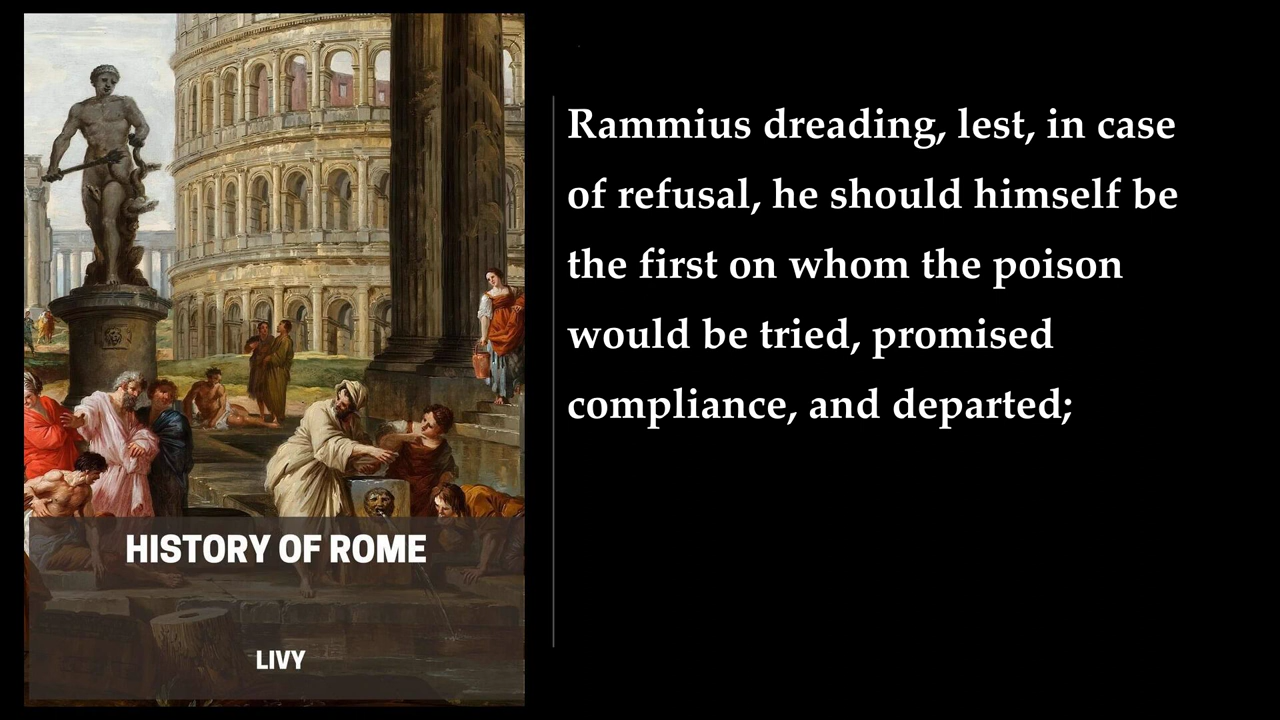 HISTORY OF ROME
LIVY
Rammius dreading, lest, in case
of refusal, he should himself be
the first on whom the poison
would be tried, promised
compliance, and departed;